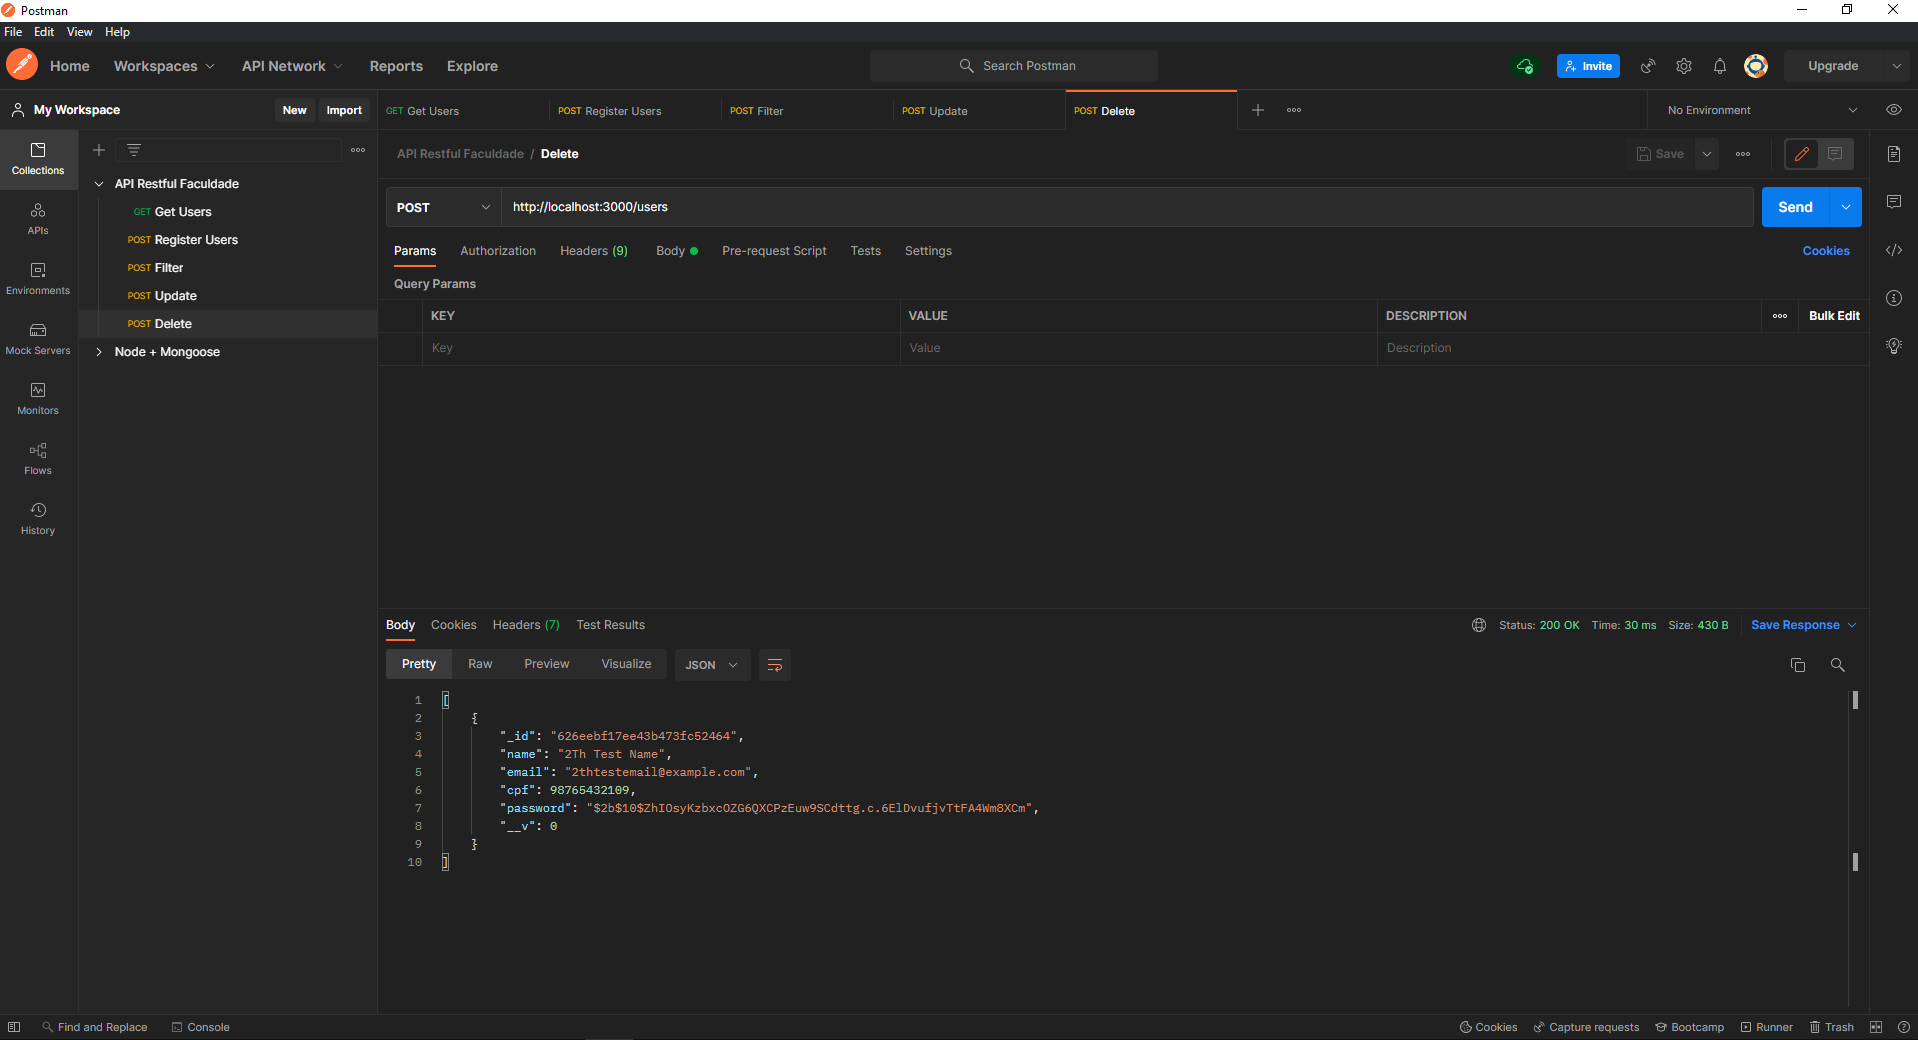 Postman
File Edit View Help
Home Workspaces API Network Reports Explore Search Postman Invite Upgrade
My Workspace New Import GET Get Users POST Register Users POST Filter POST Update POST Delete No Environment
Collections
APIs
Environments
Mock Servers
Monitors
Flows
History
API Restful Faculdade
GET Get Users
POST Register Users
POST Filter
POST Update
POST Delete
Node + Mongoose
API Restful Faculdade / Delete Save
POST http://localhost:3000/users Send
Params Authorization Headers (9) Body Pre-request Script Tests Settings Cookies
Query Params
KEY VALUE DESCRIPTION Bulk Edit
Key Value Description
Body Cookies Headers (7) Test Results Status: 200 OK Time: 30 ms Size: 430 B Save Response
Pretty Raw Preview Visualize JSON
1 [
2 {
3 "_id": "626eebf17ee43b473fc52464",
4 "name": "2Th Test Name",
5 "email": "2thtestemail@example.com",
6 "cpf": 98765432109,
7 "password": "$2b$10$ZhIOsyKzbxcOZG6QXCPzEuw9SCdttg.c.6ElDvufjvTtFA4Wm8XCm",
8 "__v": 0
9 }
10 ]
Find and Replace Console Cookies Capture requests Bootcamp Runner Trash